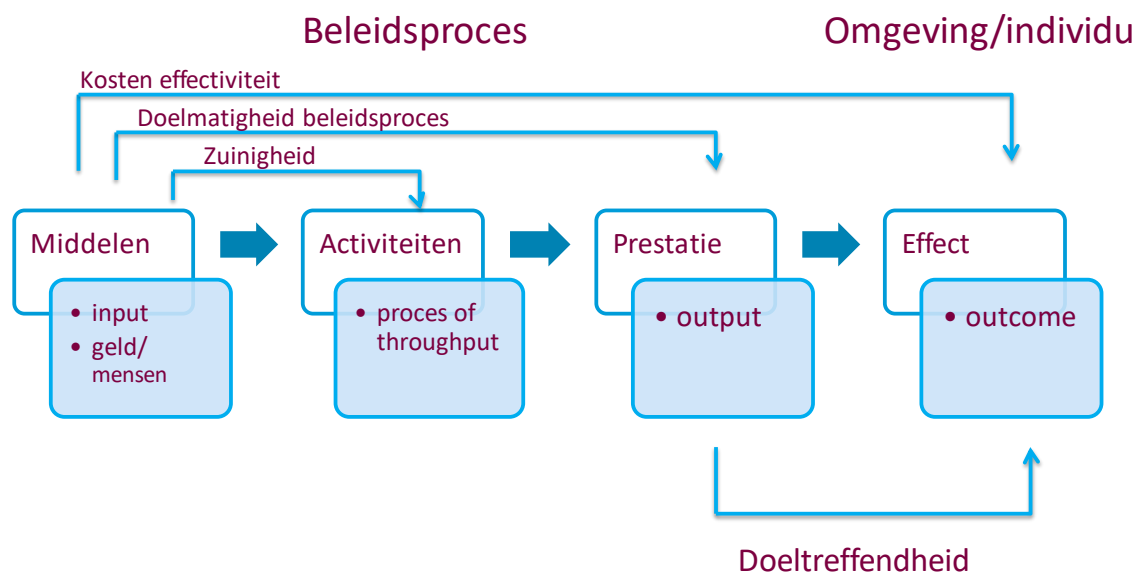 Beleidsproces
Omgeving/individu
Kosten effectiviteit
Doelmatigheid beleidsproces
Zuinigheid
Middelen
• input
• geld/
mensen
Activiteiten
• proces of
throughput
Prestatie
• output
Effect
• outcome
Doeltreffendheid